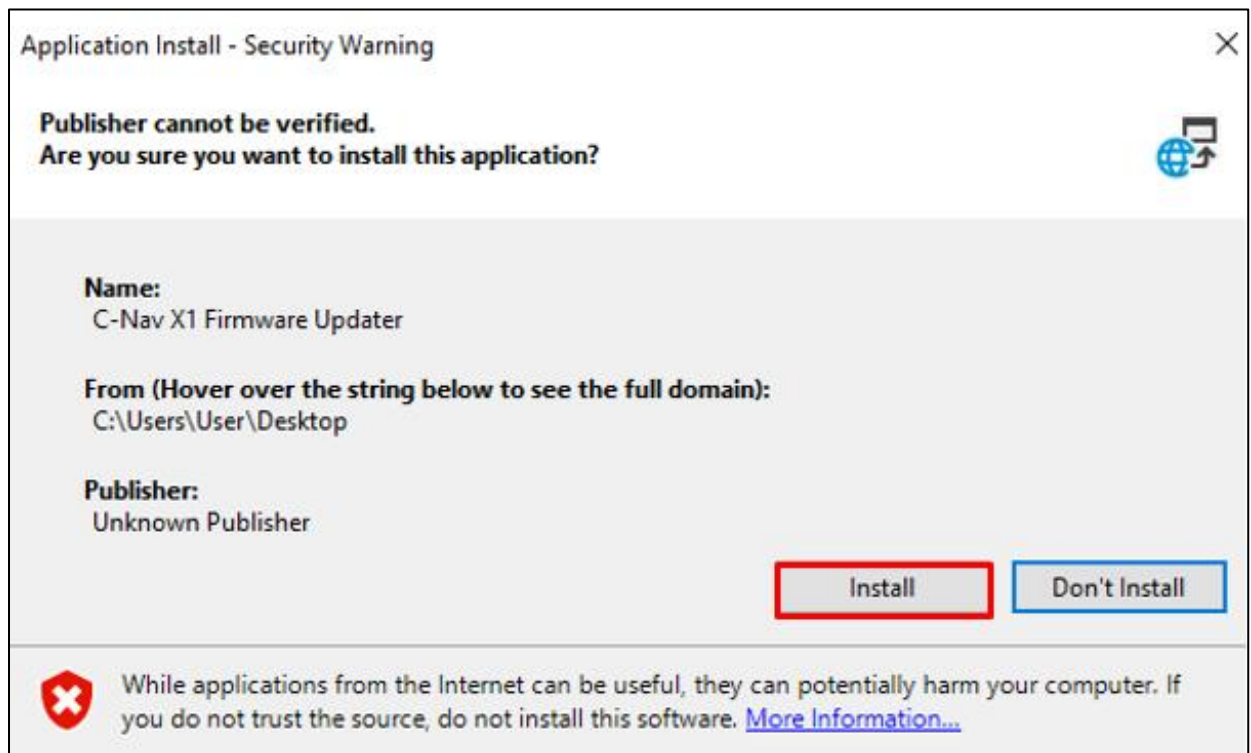 Application Install - Security Warning
Publisher cannot be verified.
Are you sure you want to install this application?
Name:
C-Nav X1 Firmware Updater
From (Hover over the string below to see the full domain):
C:\Users\User\Desktop
Publisher:
Unknown Publisher
Install
Don't Install
While applications from the Internet can be useful, they can potentially harm your computer. If
you do not trust the source, do not install this software. More Information...